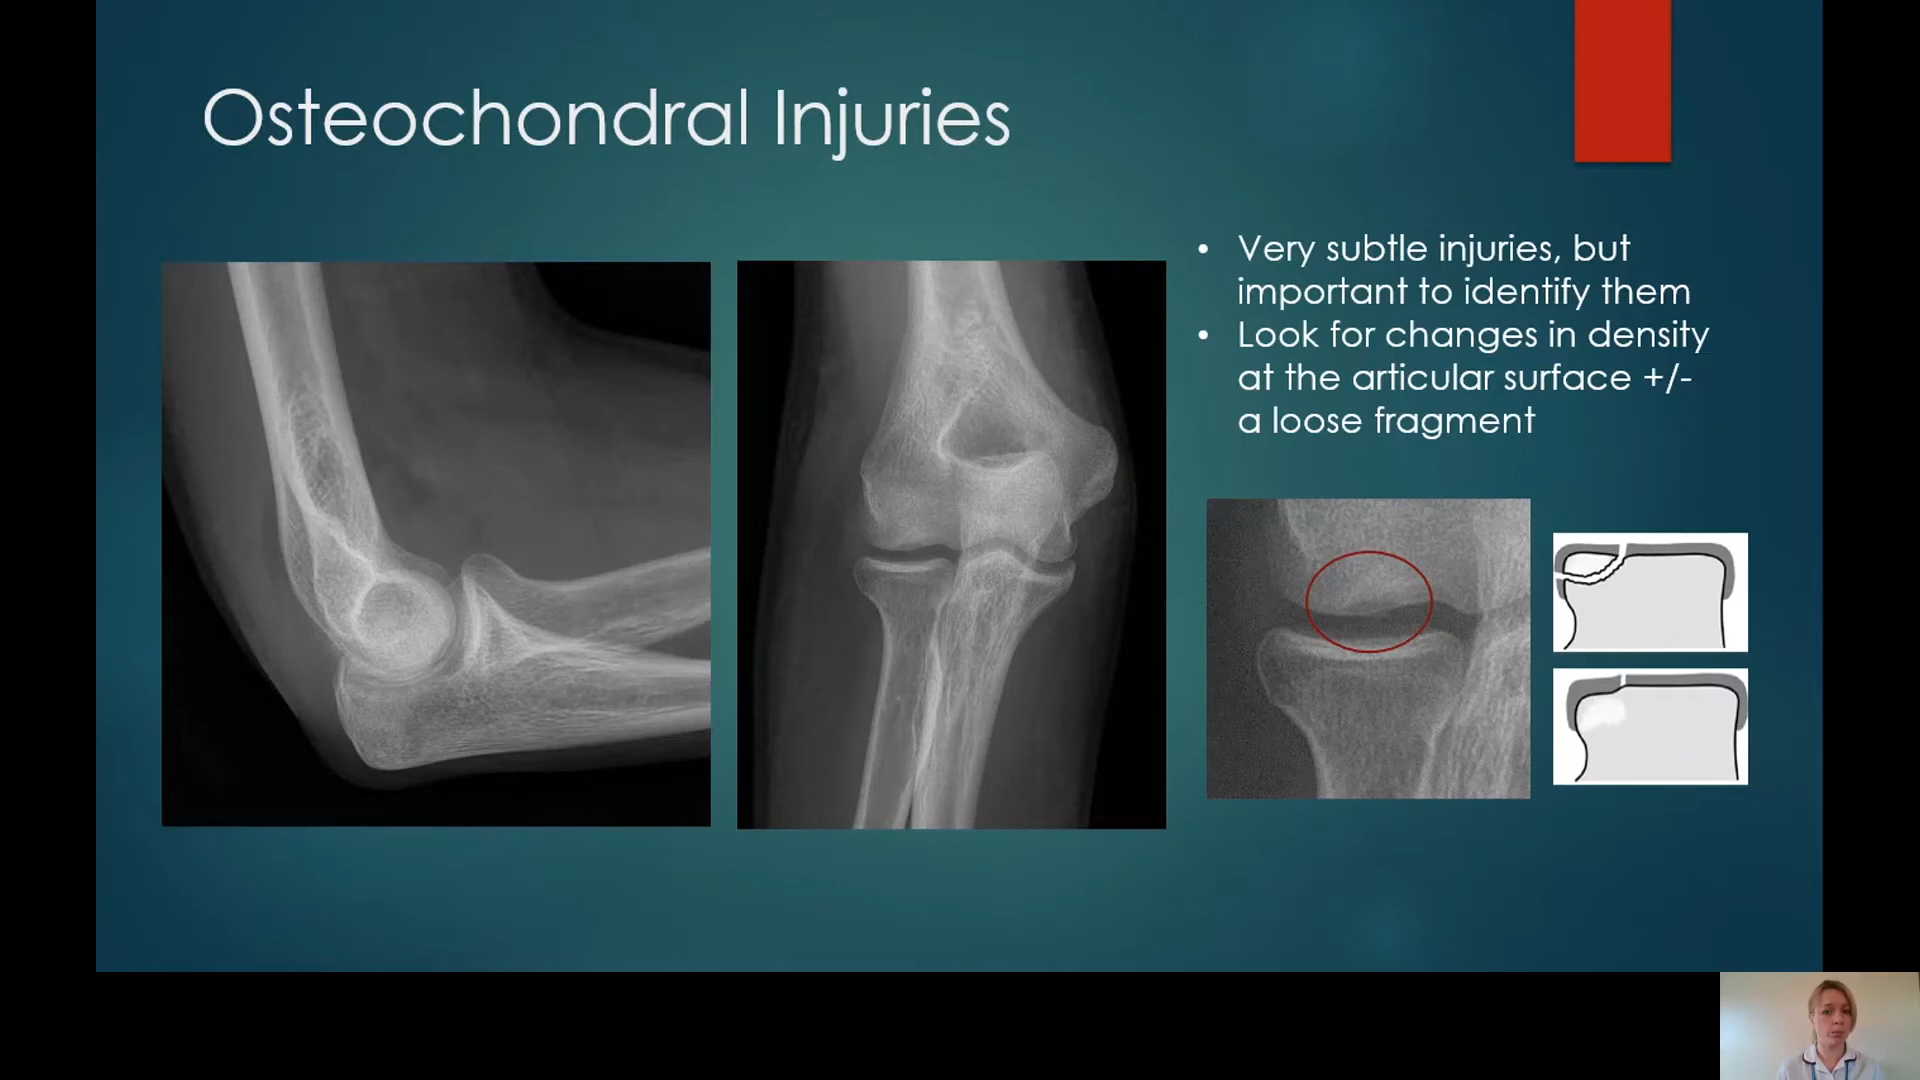 Osteochondral Injuries
• Very subtle injuries, but
important to identify them
• Look for changes in density
at the articular surface +/-
a loose fragment